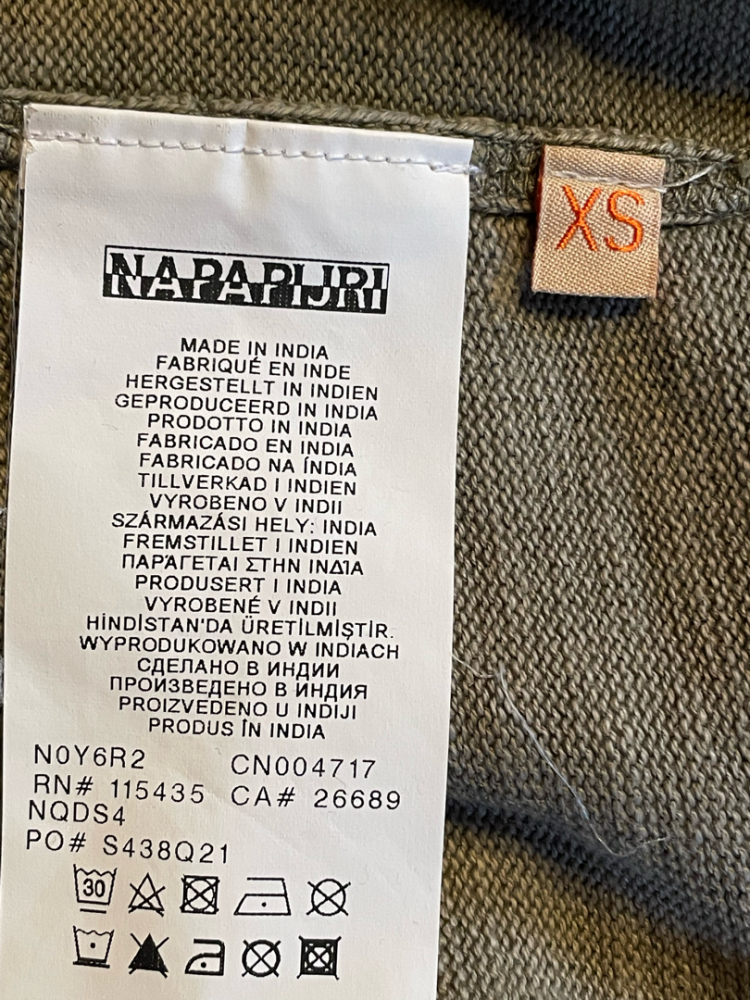 NAPAPIJRI
XS
MADE IN INDIA
FABRIQUÉ EN INDE
HERGESTELLT IN INDIEN
GEPRODUCEERD IN INDIA
PRODOTTO IN INDIA
FABRICADO EN INDIA
FABRICADO NA ÍNDIA
TILLVERKAD I INDIEN
VYROBENO V INDII
SZÁRMAZÁSI HELY: INDIA
FREMSTILLET I INDIEN
ΠΑΡΆΓΕΤΑΙ ΣΤΗΝ ΙΝΔΊΑ
PRODUSERT I INDIA
VYROBENÉ V INDII
HİNDİSTAN'DA ÜRETİLMİŞTİR.
WYPRODUKOWANO W INDIACH
СДЕЛАНО В ИНДИИ
ПРОИЗВЕДЕНО В ИНДИЯ
PROIZVEDENO U INDIJI
PRODUS ÎN INDIA
N0Y6R2 CN004717
RN# 115435 CA# 26689
NQDS4
PO# S438Q21
30